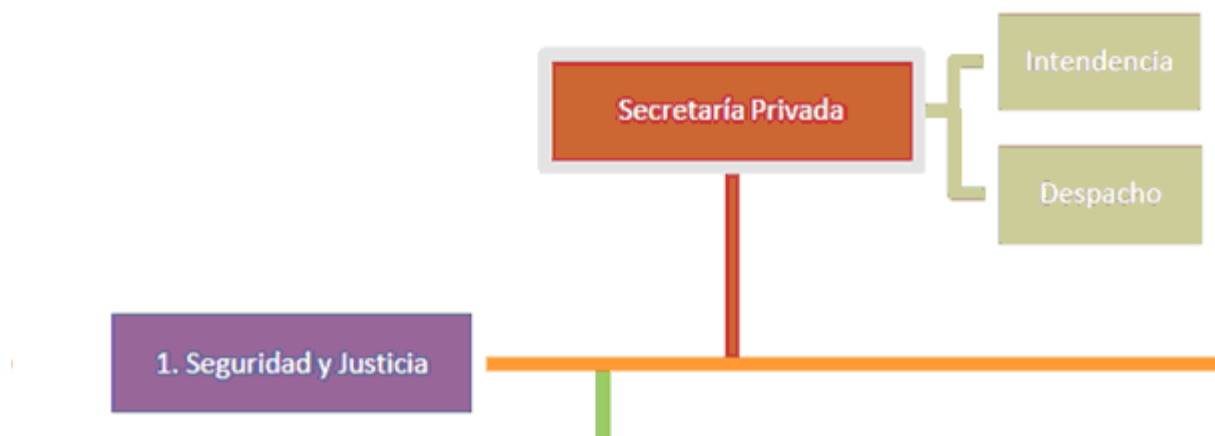 Intendencia
Secretaría Privada
Despacho
1. Seguridad y Justicia